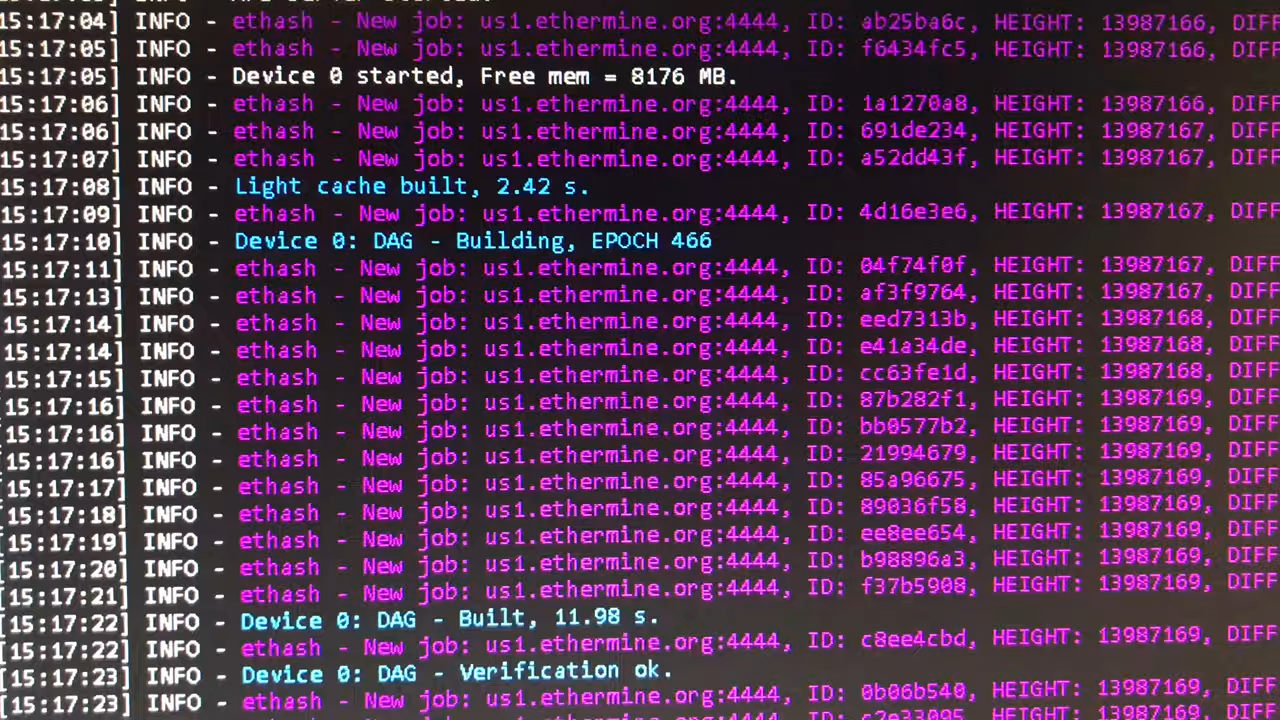 INFO - ethash - New job: us1.ethermine.org:4444, ID: ab25ba6c, HEIGHT: 13987166, DIFF
15:17:04] INFO - ethash - New job: us1.ethermine.org:4444, ID: ab25ba6c, HEIGHT: 13987166, DIFF
15:17:05] INFO - ethash - New job: us1.ethermine.org:4444, ID: f6434fc5, HEIGHT: 13987166, DIFF
15:17:05] INFO - Device 0 started, Free mem = 8176 MB.
15:17:06] INFO - ethash - New job: us1.ethermine.org:4444, ID: 1a1270a8, HEIGHT: 13987166, DIFF
15:17:06] INFO - ethash - New job: us1.ethermine.org:4444, ID: 691de234, HEIGHT: 13987167, DIFF
15:17:07] INFO - ethash - New job: us1.ethermine.org:4444, ID: a52dd43f, HEIGHT: 13987167, DIFF
15:17:08] INFO - Light cache built, 2.42 s.
15:17:09] INFO - ethash - New job: us1.ethermine.org:4444, ID: 4d16e3e6, HEIGHT: 13987167, DIFF
15:17:10] INFO - Device 0: DAG - Building, EPOCH 466
15:17:11] INFO - ethash - New job: us1.ethermine.org:4444, ID: 04f74f0f, HEIGHT: 13987167, DIFF
15:17:13] INFO - ethash - New job: us1.ethermine.org:4444, ID: af3f9764, HEIGHT: 13987167, DIFF
15:17:14] INFO - ethash - New job: us1.ethermine.org:4444, ID: eed7313b, HEIGHT: 13987168, DIFF
15:17:14] INFO - ethash - New job: us1.ethermine.org:4444, ID: e41a34de, HEIGHT: 13987168, DIFF
15:17:15] INFO - ethash - New job: us1.ethermine.org:4444, ID: cc63fe1d, HEIGHT: 13987168, DIFF
15:17:16] INFO - ethash - New job: us1.ethermine.org:4444, ID: 87b282f1, HEIGHT: 13987169, DIFF
[15:17:16] INFO - ethash - New job: us1.ethermine.org:4444, ID: bb0577b2, HEIGHT: 13987169, DIFF
[15:17:16] INFO - ethash - New job: us1.ethermine.org:4444, ID: 21994679, HEIGHT: 13987169, DIFF
[15:17:17] INFO - ethash - New job: us1.ethermine.org:4444, ID: 85a96675, HEIGHT: 13987169, DIFF
[15:17:18] INFO - ethash - New job: us1.ethermine.org:4444, ID: 89036f58, HEIGHT: 13987169, DIFF
[15:17:19] INFO - ethash - New job: us1.ethermine.org:4444, ID: ee8ee654, HEIGHT: 13987169, DIFF
[15:17:20] INFO - ethash - New job: us1.ethermine.org:4444, ID: b98896a3, HEIGHT: 13987169, DIFF
[15:17:21] INFO - ethash - New job: us1.ethermine.org:4444, ID: f37b5908, HEIGHT: 13987169, DIFF
[15:17:22] INFO - Device 0: DAG - Built, 11.98 s.
[15:17:22] INFO - ethash - New job: us1.ethermine.org:4444, ID: c8ee4cbd, HEIGHT: 13987169, DIFF
[15:17:23] INFO - Device 0: DAG - Verification ok.
[15:17:23] INFO - ethash - New job: us1.ethermine.org:4444, ID: 0b06b540, HEIGHT: 13987169, DIFF